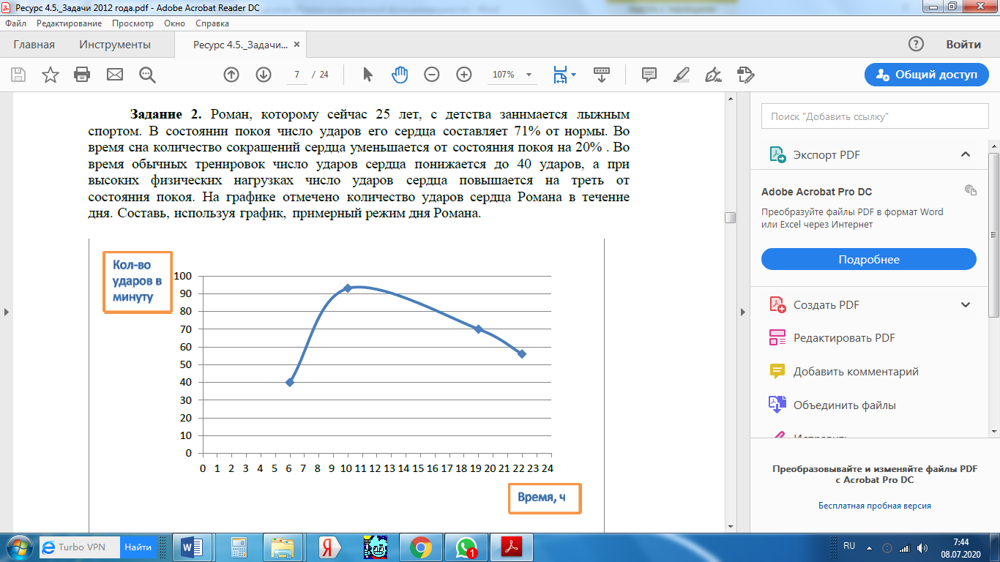 Ресурс 4.5._Задачи 2012 года.pdf - Adobe Acrobat Reader DC
Файл Редактирование Просмотр Окно Справка
Главная Инструменты Ресурс 4.5._Задачи... × Войти
7 / 24 107% Общий доступ
Задание 2. Роман, которому сейчас 25 лет, с детства занимается лыжным
спортом. В состоянии покоя число ударов его сердца составляет 71% от нормы. Во
время сна количество сокращений сердца уменьшается от состояния покоя на 20% . Во
время обычных тренировок число ударов сердца понижается до 40 ударов, а при
высоких физических нагрузках число ударов сердца повышается на треть от
состояния покоя. На графике отмечено количество ударов сердца Романа в течение
дня. Составь, используя график, примерный режим дня Романа.
Кол-во
ударов в
минуту
100
90
80
70
60
50
40
30
20
10
0
0 1 2 3 4 5 6 7 8 9 10 11 12 13 14 15 16 17 18 19 20 21 22 23 24
Время, ч
Поиск "Добавить ссылку"
Экспорт PDF
Adobe Acrobat Pro DC
Преобразуйте файлы PDF в формат Word
или Excel через Интернет
Подробнее
Создать PDF
Редактировать PDF
Добавить комментарий
Объединить файлы
Преобразовывайте и изменяйте файлы PDF
с Acrobat Pro DC
Бесплатная пробная версия
Turbo VPN Найти
1
RU
7:44
08.07.2020